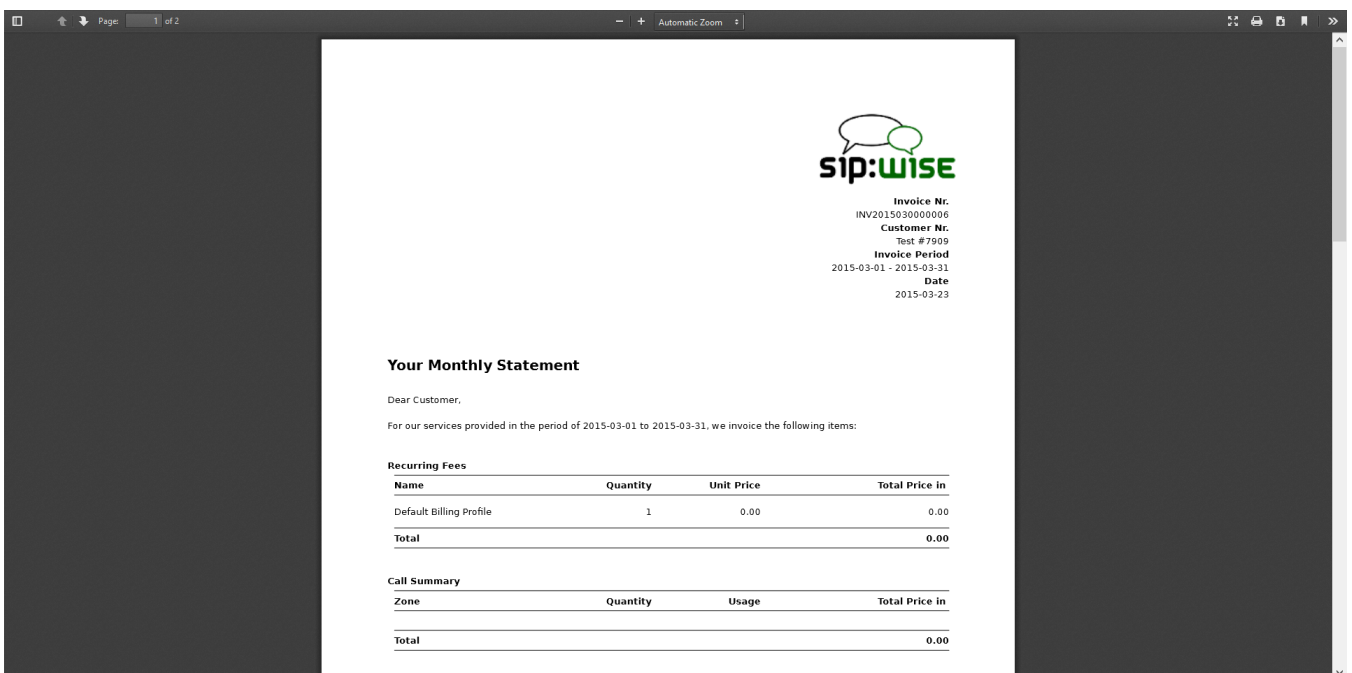 Page: 1 of 2
Automatic Zoom
sip:wise
Invoice Nr.
INV2015030000006
Customer Nr.
Test #7909
Invoice Period
2015-03-01 - 2015-03-31
Date
2015-03-23
Your Monthly Statement
Dear Customer,
For our services provided in the period of 2015-03-01 to 2015-03-31, we invoice the following items:
Recurring Fees
Name Quantity Unit Price Total Price in
Default Billing Profile 1 0.00 0.00
Total 0.00
Call Summary
Zone Quantity Usage Total Price in
Total 0.00